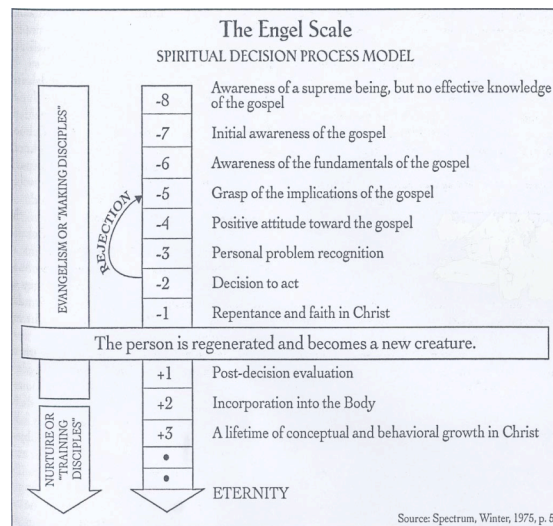 The Engel Scale
SPIRITUAL DECISION PROCESS MODEL
EVANGELISM OR "MAKING DISCIPLES"
NURTURE OR
"TRAINING
DISCIPLES"
REJECTION
-8 Awareness of a supreme being, but no effective knowledge
of the gospel
-7 Initial awareness of the gospel
-6 Awareness of the fundamentals of the gospel
-5 Grasp of the implications of the gospel
-4 Positive attitude toward the gospel
-3 Personal problem recognition
-2 Decision to act
-1 Repentance and faith in Christ
The person is regenerated and becomes a new creature.
+1 Post-decision evaluation
+2 Incorporation into the Body
+3 A lifetime of conceptual and behavioral growth in Christ
ETERNITY
Source: Spectrum, Winter, 1975, p. 5